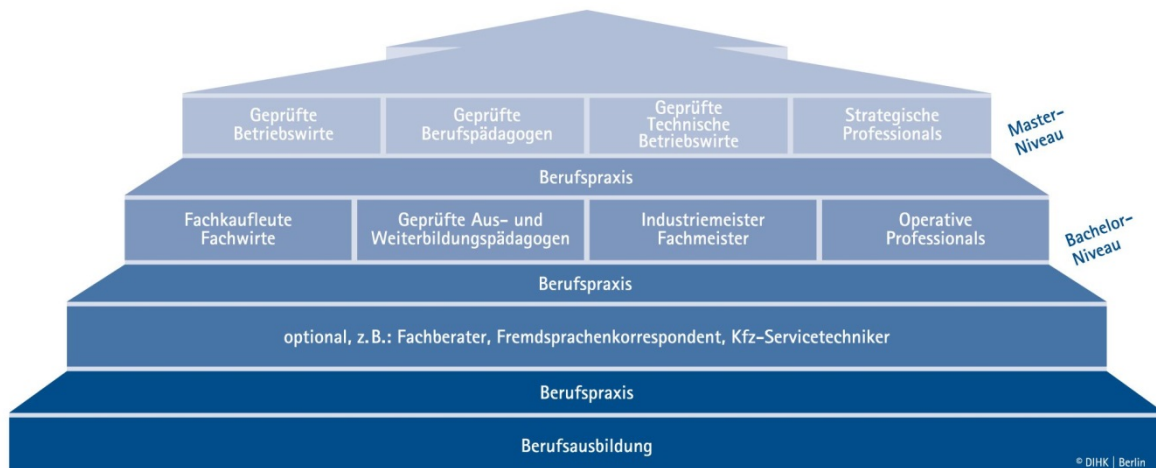 Geprüfte
Betriebswirte
Geprüfte
Berufspädagogen
Geprüfte
Technische
Betriebswirte
Strategische
Professionals
Master-
Niveau
Berufspraxis
Fachkaufleute
Fachwirte
Geprüfte Aus- und
Weiterbildungspädagogen
Industriemeister
Fachmeister
Operative
Professionals
Bachelor-
Niveau
Berufspraxis
optional, z.B.: Fachberater, Fremdsprachenkorrespondent, Kfz-Servicetechniker
Berufspraxis
Berufsausbildung
© DIHK | Berlin